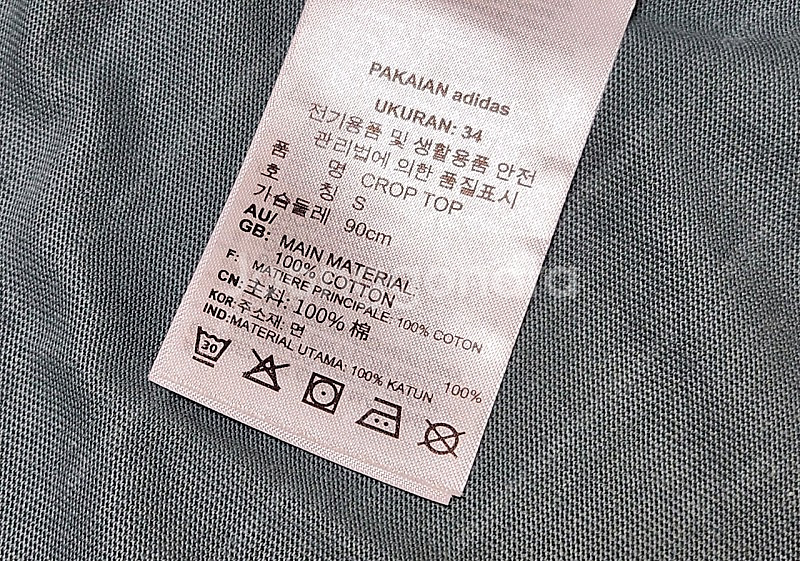 PAKAIAN adidas
UKURAN: 34
전기용품 및 생활용품 안전
관리법에 의한 품질표시
품 명 CROP TOP
호 칭 S
가슴둘레 90cm
AU/
GB: MAIN MATERIAL:
100% COTTON
F: MATIERE PRINCIPALE: 100% COTON
CN: 主料: 100% 棉
KOR: 주소재: 면 100%
IND: MATERIAL UTAMA: 100% KATUN
30